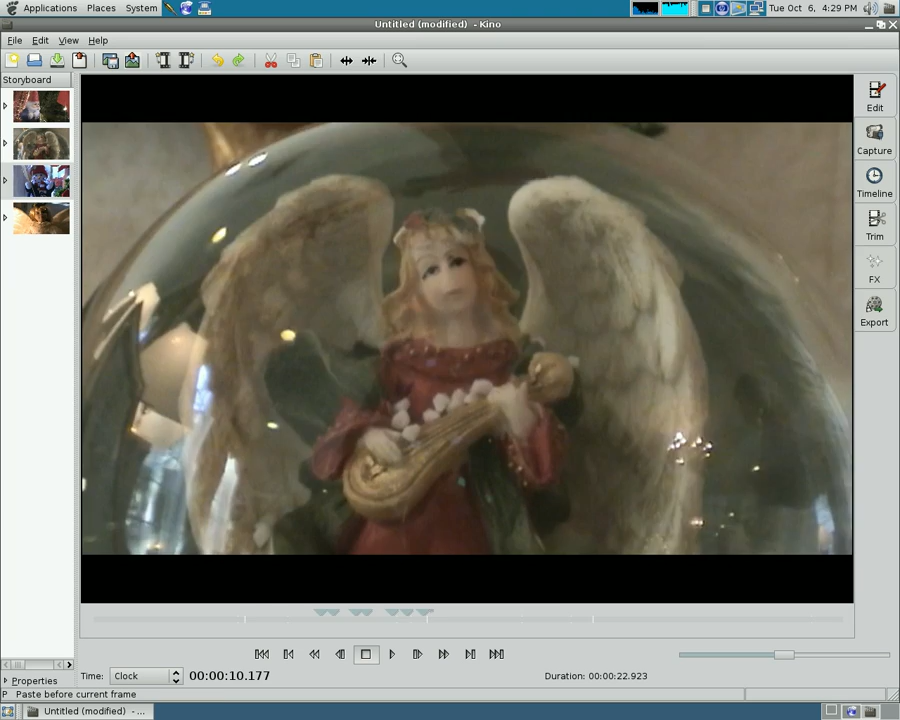 Applications Places System
Tue Oct 6, 4:29 PM
Untitled (modified) - Kino
File Edit View Help
Storyboard
Edit
Capture
Timeline
Trim
FX
Export
Properties
Time: Clock 00:00:10.177 Duration: 00:00:22.923
P Paste before current frame
Untitled (modified) - ...